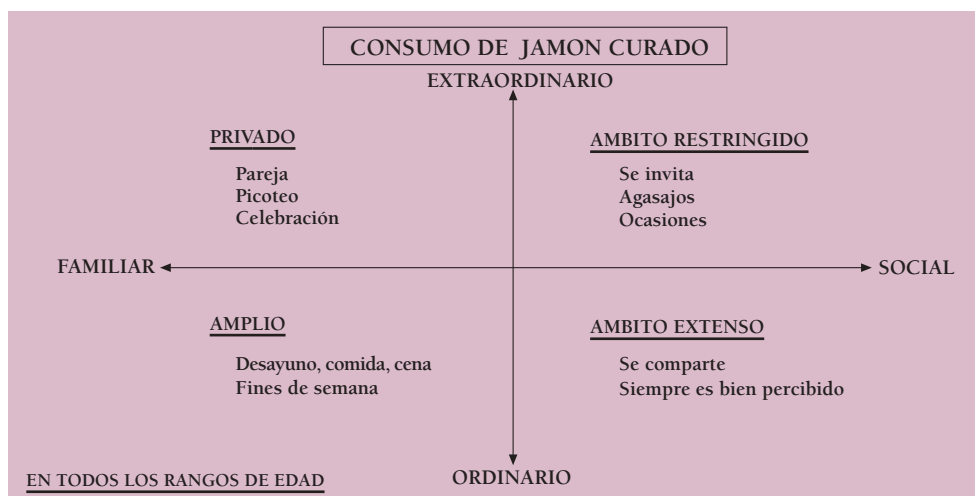 CONSUMO DE JAMON CURADO
EXTRAORDINARIO
PRIVADO
Pareja
Picoteo
Celebración
AMBITO RESTRINGIDO
Se invita
Agasajos
Ocasiones
FAMILIAR
SOCIAL
AMPLIO
Desayuno, comida, cena
Fines de semana
AMBITO EXTENSO
Se comparte
Siempre es bien percibido
EN TODOS LOS RANGOS DE EDAD
ORDINARIO